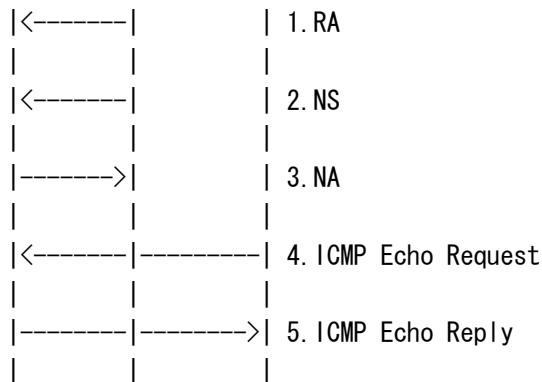 |<-------| | 1.RA
| | |
|<-------| | 2.NS
| | |
|------->| | 3.NA
| | |
|<-------|---------| 4.ICMP Echo Request
| | |
|--------|-------->| 5.ICMP Echo Reply
| | |